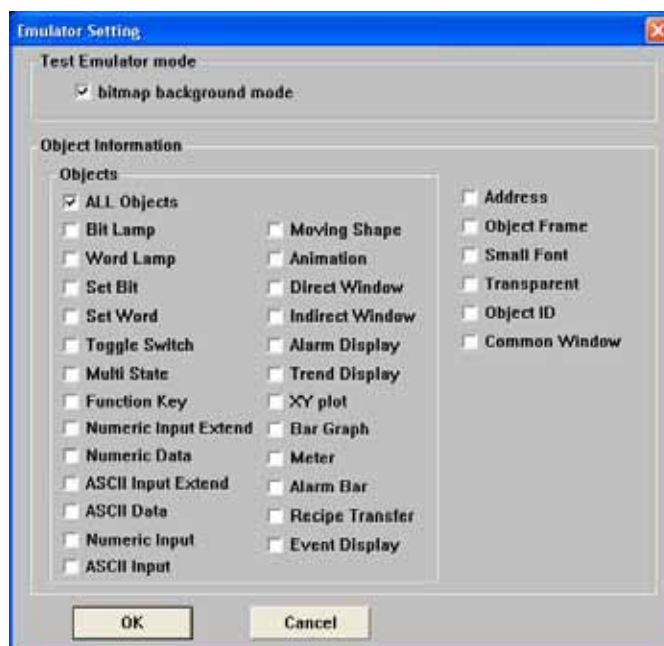 Emulator Setting
Test Emulator mode
bitmap background mode
Object Information
Objects
ALL Objects
Bit Lamp
Word Lamp
Set Bit
Set Word
Toggle Switch
Multi State
Function Key
Numeric Input Extend
Numeric Data
ASCII Input Extend
ASCII Data
Numeric Input
ASCII Input
Moving Shape
Animation
Direct Window
Indirect Window
Alarm Display
Trend Display
XY plot
Bar Graph
Meter
Alarm Bar
Recipe Transfer
Event Display
Address
Object Frame
Small Font
Transparent
Object ID
Common Window
OK
Cancel